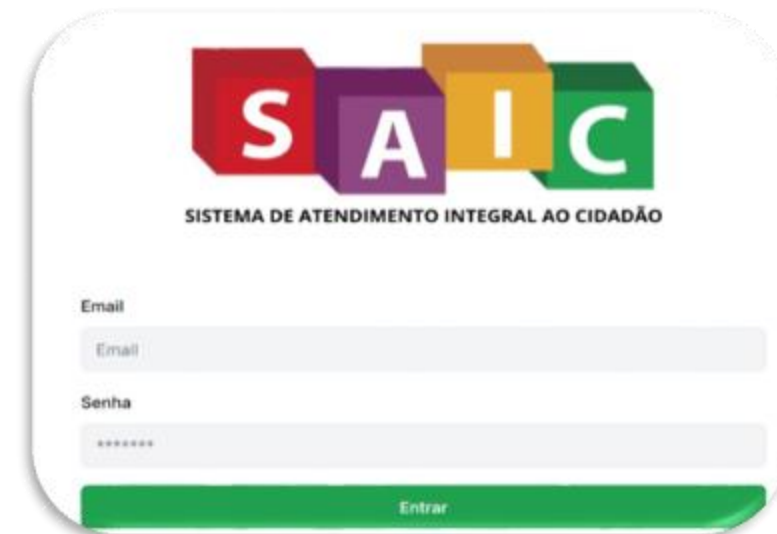 SAIC
SISTEMA DE ATENDIMENTO INTEGRAL AO CIDADÃO
Email
Email
Senha
*******
Entrar